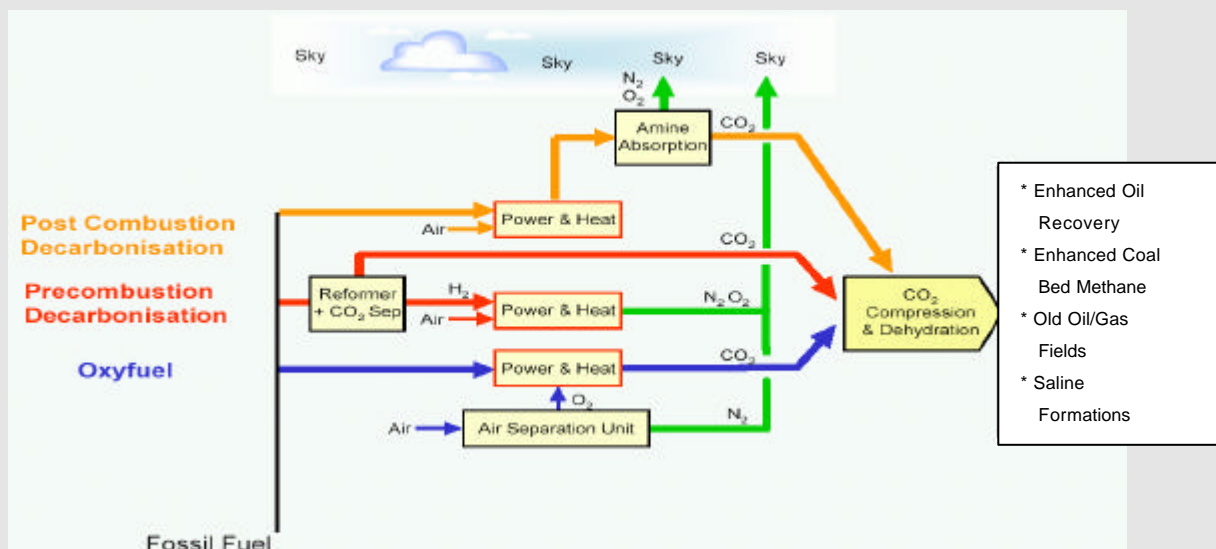 Sky
Sky
Sky
Sky
N₂
O₂
Amine
Absorption
CO₂
Post Combustion
Decarbonisation
Power & Heat
Air
CO₂
Precombustion
Decarbonisation
Reformer
+ CO₂ Sep
H₂
Air
Power & Heat
N₂ O₂
CO₂
Compression
& Dehydration
Oxyfuel
Power & Heat
CO₂
O₂
Air
Air Separation Unit
N₂
Fossil Fuel
* Enhanced Oil
Recovery
* Enhanced Coal
Bed Methane
* Old Oil/Gas
Fields
* Saline
Formations